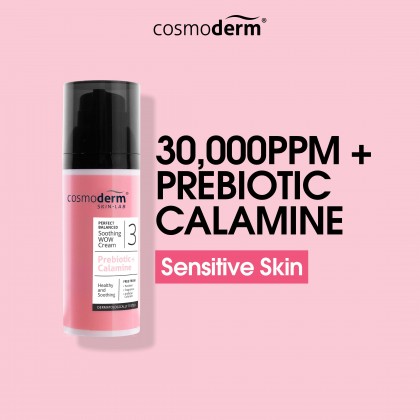 cosmoderm®
30,000PPM +
PREBIOTIC
CALAMINE
Sensitive Skin
cosmoderm
SKIN-LAB
PERFECT
BALANCED
Soothing
WOW
Cream
3
Prebiotic +
Calamine
Healthy
and
Soothing